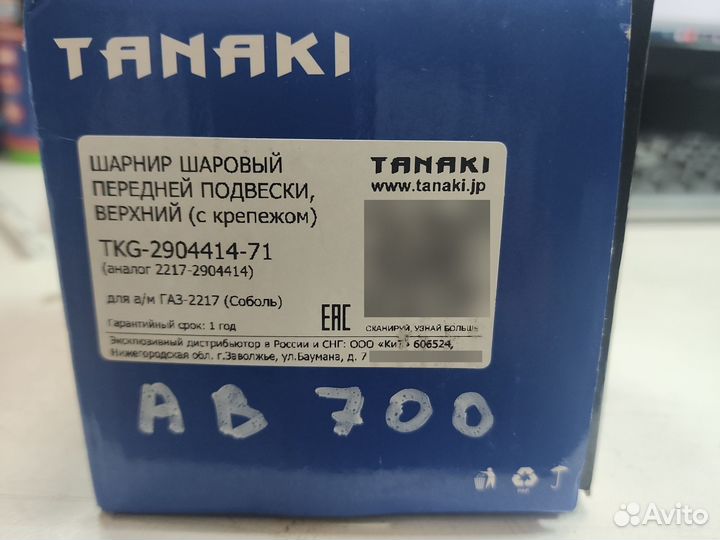 TANAKI
ШАРНИР ШАРОВЫЙ
ПЕРЕДНЕЙ ПОДВЕСКИ,
ВЕРХНИЙ (с крепежом)
TKG-2904414-71
(аналог 2217-2904414)
для а/м ГАЗ-2217 (Соболь)
Гарантийный срок: 1 год
EAC
TANAKI
www.tanaki.jp
СКАНИРУЙ, УЗНАЙ БОЛЬШЕ
Эксклюзивный дистрибьютор в России и СНГ: ООО «Кит» 606524,
Нижегородская обл. г.Заволжье, ул.Баумана, д. 7
АВ 700
PAP
Avito